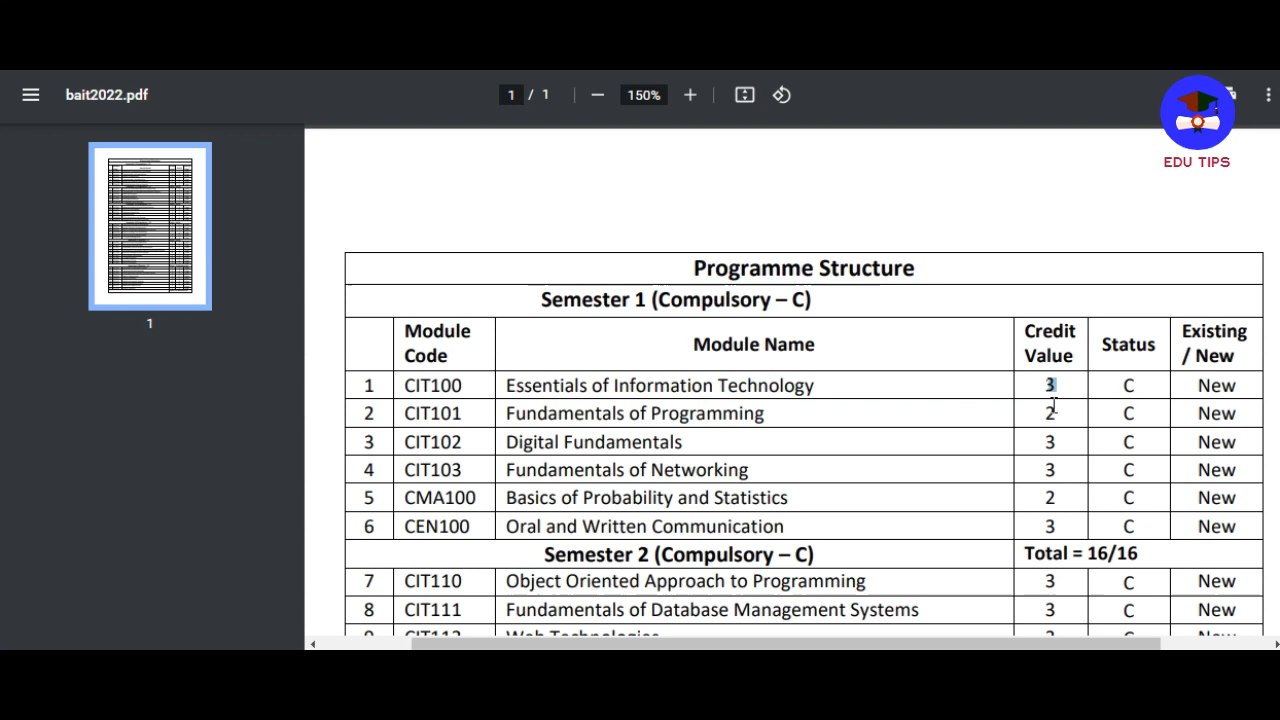 bait2022.pdf
1 / 1
150%
EDU TIPS
1
Programme Structure
Semester 1 (Compulsory – C)
Module Code Module Name Credit Value Status Existing / New
1 CIT100 Essentials of Information Technology 3 C New
2 CIT101 Fundamentals of Programming 2 C New
3 CIT102 Digital Fundamentals 3 C New
4 CIT103 Fundamentals of Networking 3 C New
5 CMA100 Basics of Probability and Statistics 2 C New
6 CEN100 Oral and Written Communication 3 C New
Semester 2 (Compulsory – C) Total = 16/16
7 CIT110 Object Oriented Approach to Programming 3 C New
8 CIT111 Fundamentals of Database Management Systems 3 C New